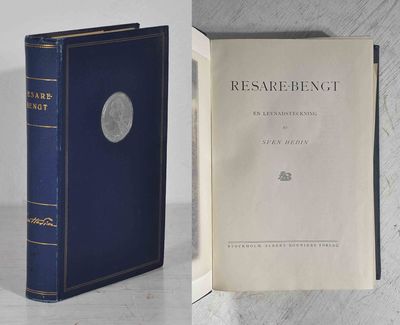 RESARE-
BENGT
RESARE-BENGT
EN LEVNADSTECKNING
AV
SVEN HEDIN
STOCKHOLM, ALBERT BONNIERS FÖRLAG